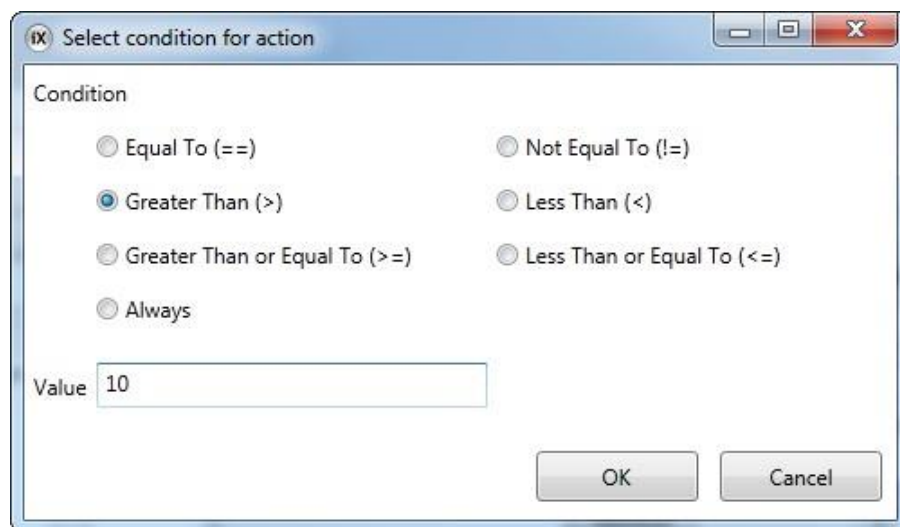 iX Select condition for action
Condition
Equal To (==) Not Equal To (!=)
Greater Than (>) Less Than (<)
Greater Than or Equal To (>=) Less Than or Equal To (<=)
Always
Value 10
OK Cancel